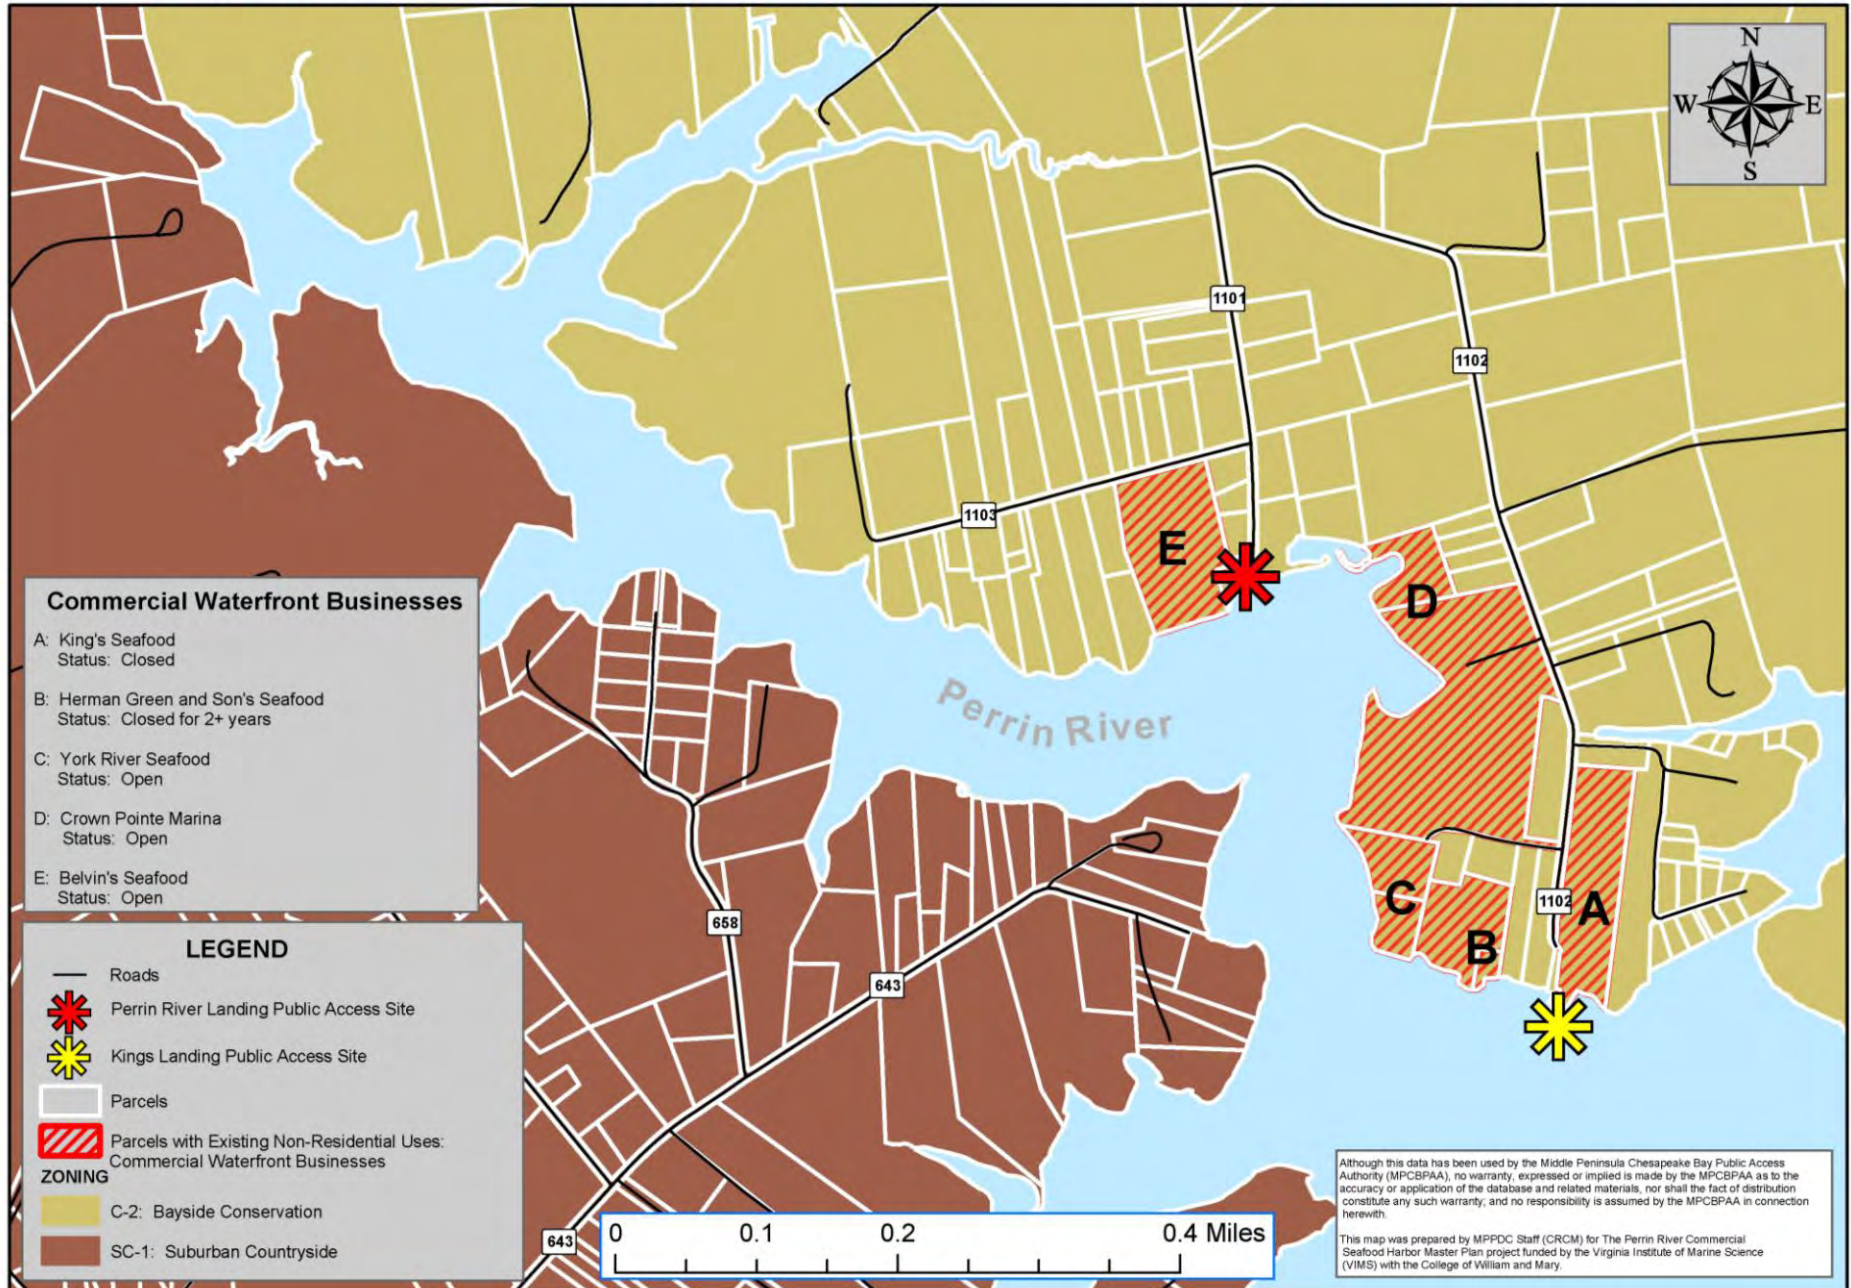 N
W E
S
1101
1102
1103
E
D
Perrin River
Commercial Waterfront Businesses
A: King's Seafood
Status: Closed
B: Herman Green and Son's Seafood
Status: Closed for 2+ years
C: York River Seafood
Status: Open
D: Crown Pointe Marina
Status: Open
E: Belvin's Seafood
Status: Open
C
B
1102
A
658
643
LEGEND
Roads
Perrin River Landing Public Access Site
Kings Landing Public Access Site
Parcels
Parcels with Existing Non-Residential Uses:
Commercial Waterfront Businesses
ZONING
C-2: Bayside Conservation
SC-1: Suburban Countryside
643
0 0.1 0.2 0.4 Miles
Although this data has been used by the Middle Peninsula Chesapeake Bay Public Access
Authority (MPCBPAA), no warranty, expressed or implied is made by the MPCBPAA as to the
accuracy or application of the database and related materials, nor shall the fact of distribution
constitute any such warranty; and no responsibility is assumed by the MPCBPAA in connection
herewith.
This map was prepared by MPPDC Staff (CRCM) for The Perrin River Commercial
Seafood Harbor Master Plan project funded by the Virginia Institute of Marine Science
(VIMS) with the College of William and Mary.